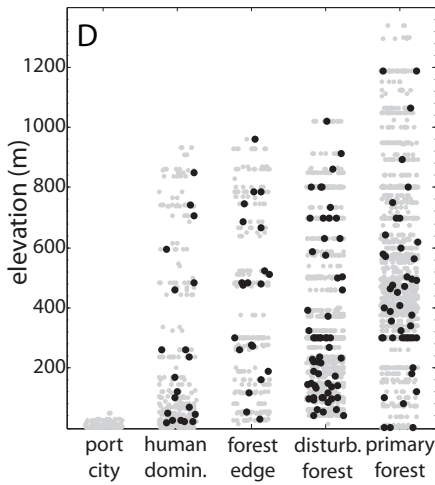 D
elevation (m)
1200
1000
800
600
400
200
port city
human domin.
forest edge
disturb. forest
primary forest